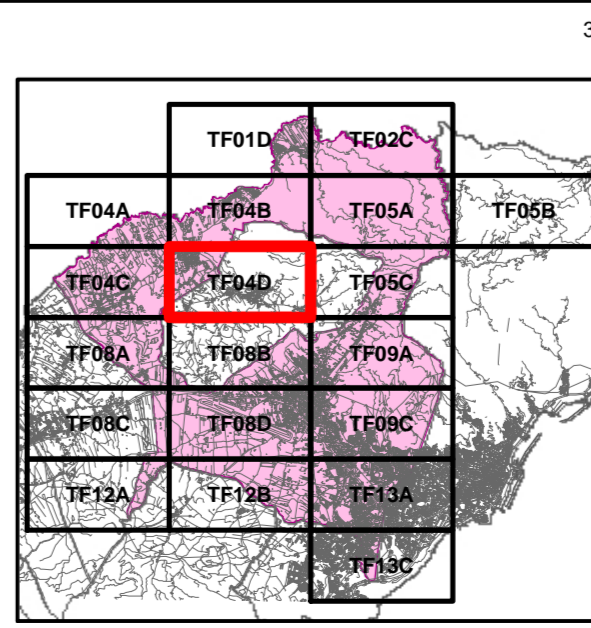 3
TF01D TF02C
TF04A TF04B TF05A TF05B
TF04C TF04D TF05C
TF08A TF08B TF09A
TF08C TF08D TF09C
TF12A TF12B TF13A
TF13C